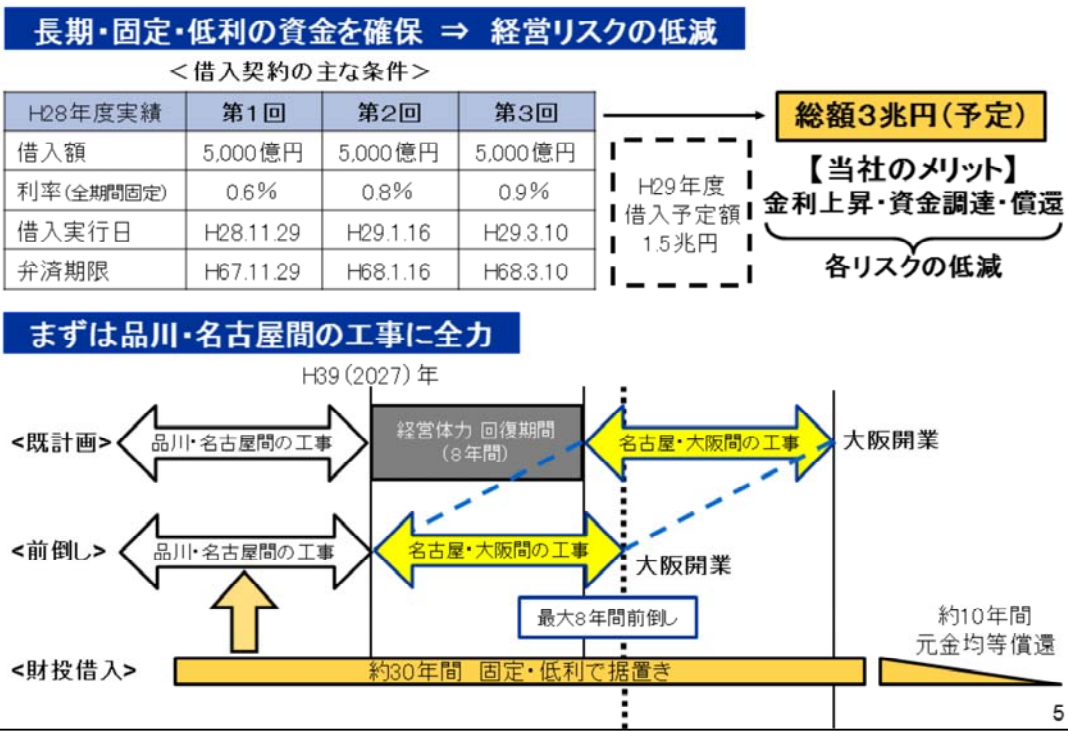 長期・固定・低利の資金を確保 ⇒ 経営リスクの低減
＜借入契約の主な条件＞
H28年度実績 第1回 第2回 第3回
借入額 5,000億円 5,000億円 5,000億円
利率(全期間固定) 0.6% 0.8% 0.9%
借入実行日 H28.11.29 H29.1.16 H29.3.10
弁済期限 H67.11.29 H68.1.16 H68.3.10
H29年度
借入予定額
1.5兆円
総額3兆円(予定)
【当社のメリット】
金利上昇・資金調達・償還
各リスクの低減
まずは品川・名古屋間の工事に全力
H39(2027)年
<既計画>
品川・名古屋間の工事
経営体力 回復期間
(8年間)
名古屋・大阪間の工事
大阪開業
<前倒し>
品川・名古屋間の工事
名古屋・大阪間の工事
大阪開業
最大8年間前倒し
約10年間
元金均等償還
<財投借入>
約30年間 固定・低利で据置き
5